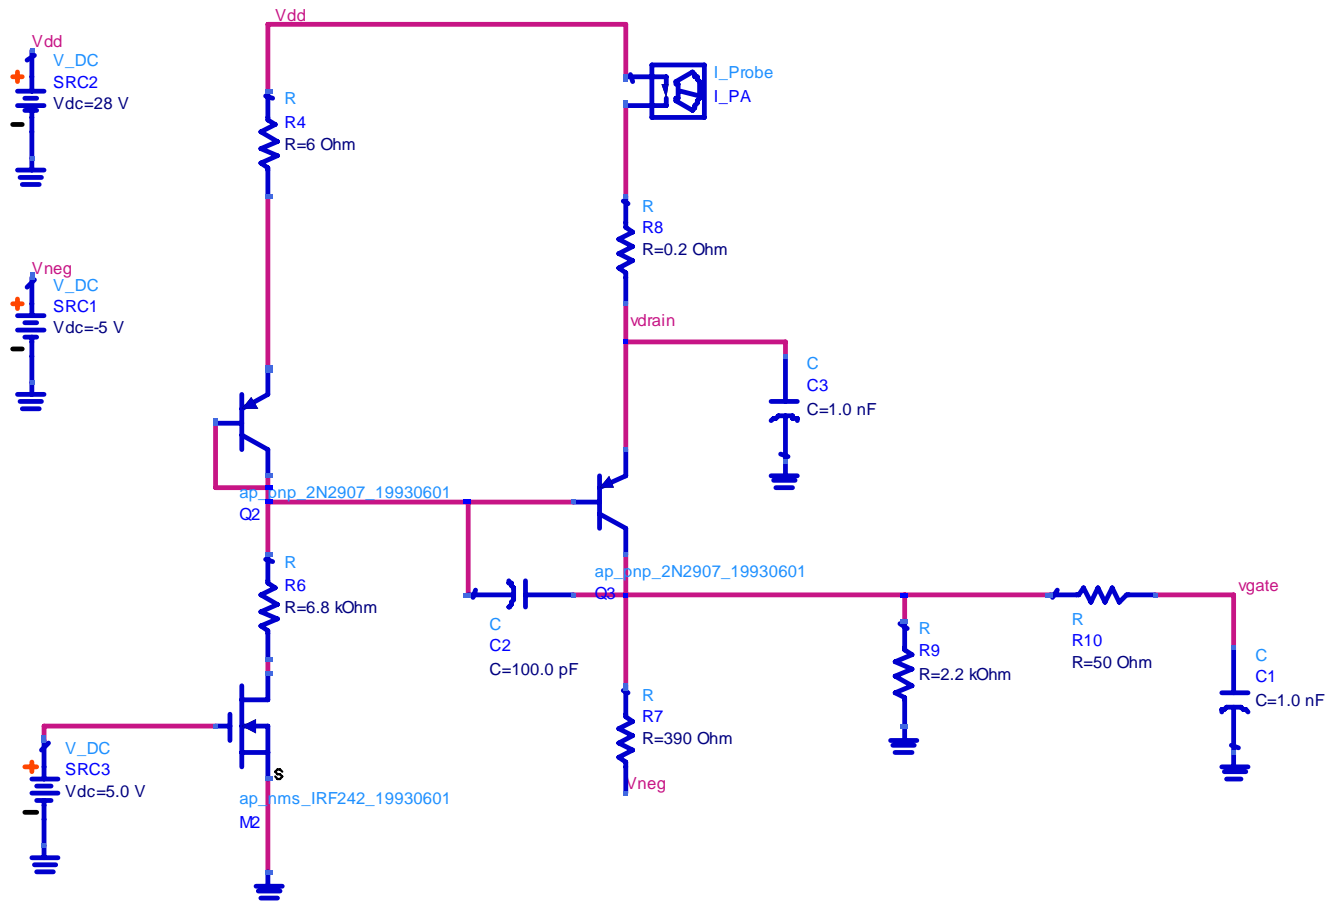 Vdd
Vdd
V_DC
SRC2
Vdc=28 V
R
R4
R=6 Ohm
I_Probe
I_PA
R
R8
R=0.2 Ohm
Vneg
V_DC
SRC1
Vdc=-5 V
vdrain
C
C3
C=1.0 nF
ap_pnp_2N2907_19930601
Q2
R
R6
R=6.8 kOhm
ap_pnp_2N2907_19930601
Q3
C
C2
C=100.0 pF
vgate
R
R10
R=50 Ohm
R
R9
R=2.2 kOhm
C
C1
C=1.0 nF
R
R7
R=390 Ohm
Vneg
V_DC
SRC3
Vdc=5.0 V
S
ap_nms_IRF242_19930601
M2